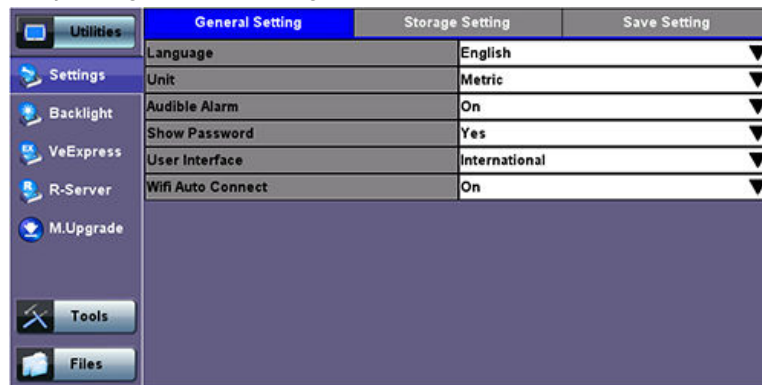 Utilities
Settings
Backlight
VeExpress
R-Server
M.Upgrade
Tools
Files
General Setting Storage Setting Save Setting
Language English
Unit Metric
Audible Alarm On
Show Password Yes
User Interface International
Wifi Auto Connect On